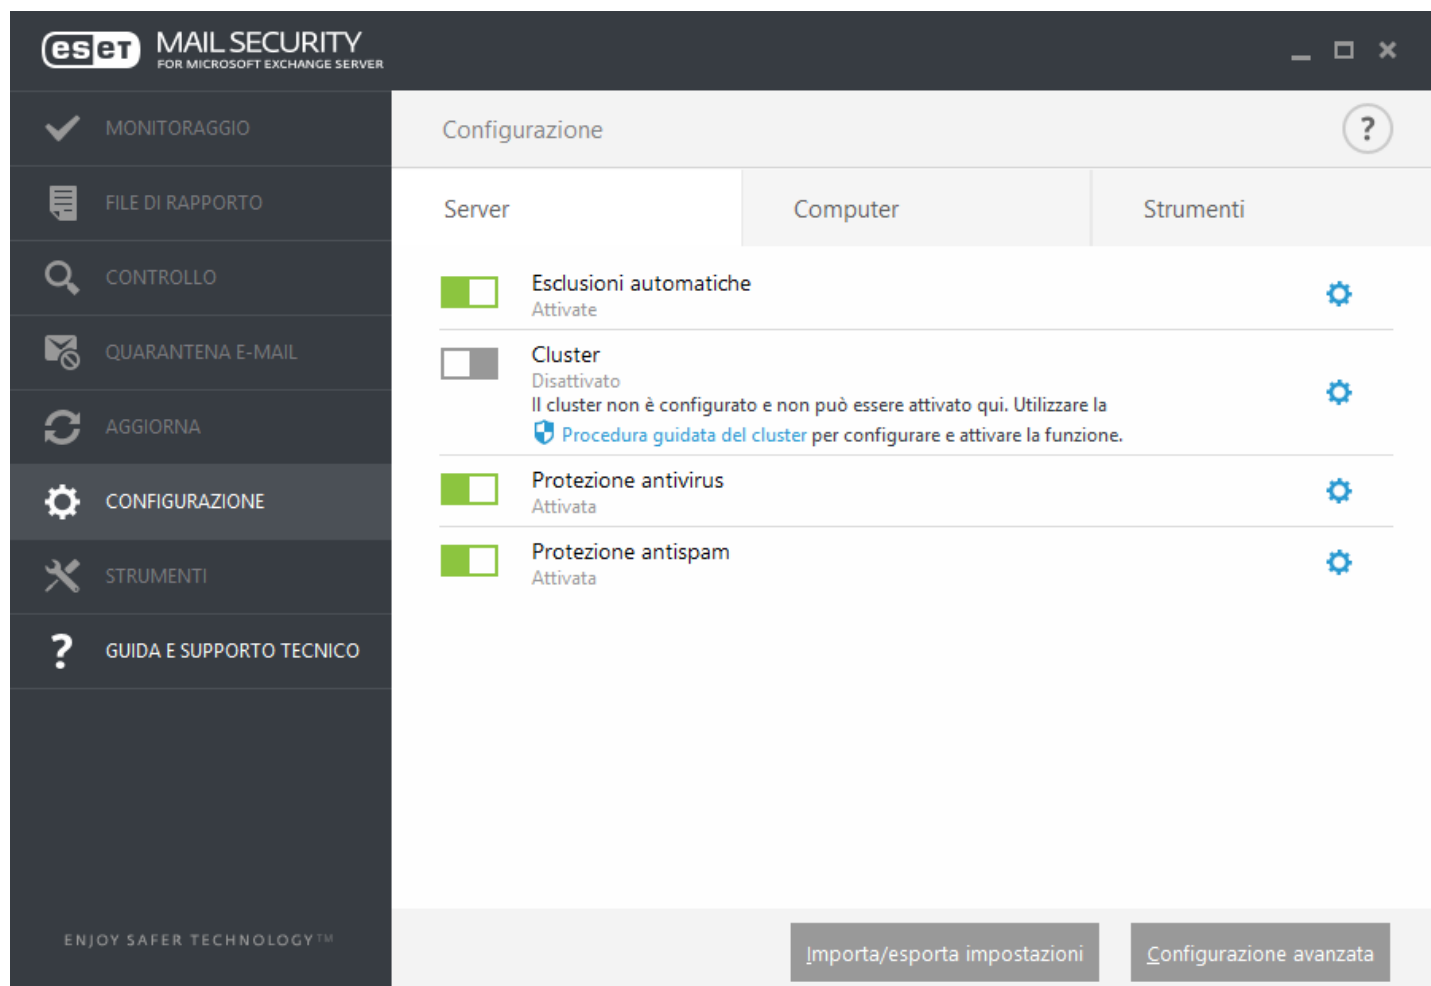 eset MAIL SECURITY
FOR MICROSOFT EXCHANGE SERVER
MONITORAGGIO
FILE DI RAPPORTO
CONTROLLO
QUARANTENA E-MAIL
AGGIORNA
CONFIGURAZIONE
STRUMENTI
? GUIDA E SUPPORTO TECNICO
ENJOY SAFER TECHNOLOGY™
Configurazione ?
Server Computer Strumenti
Esclusioni automatiche
Attivate
Cluster
Disattivato
Il cluster non è configurato e non può essere attivato qui. Utilizzare la
Procedura guidata del cluster per configurare e attivare la funzione.
Protezione antivirus
Attivata
Protezione antispam
Attivata
Importa/esporta impostazioni Configurazione avanzata